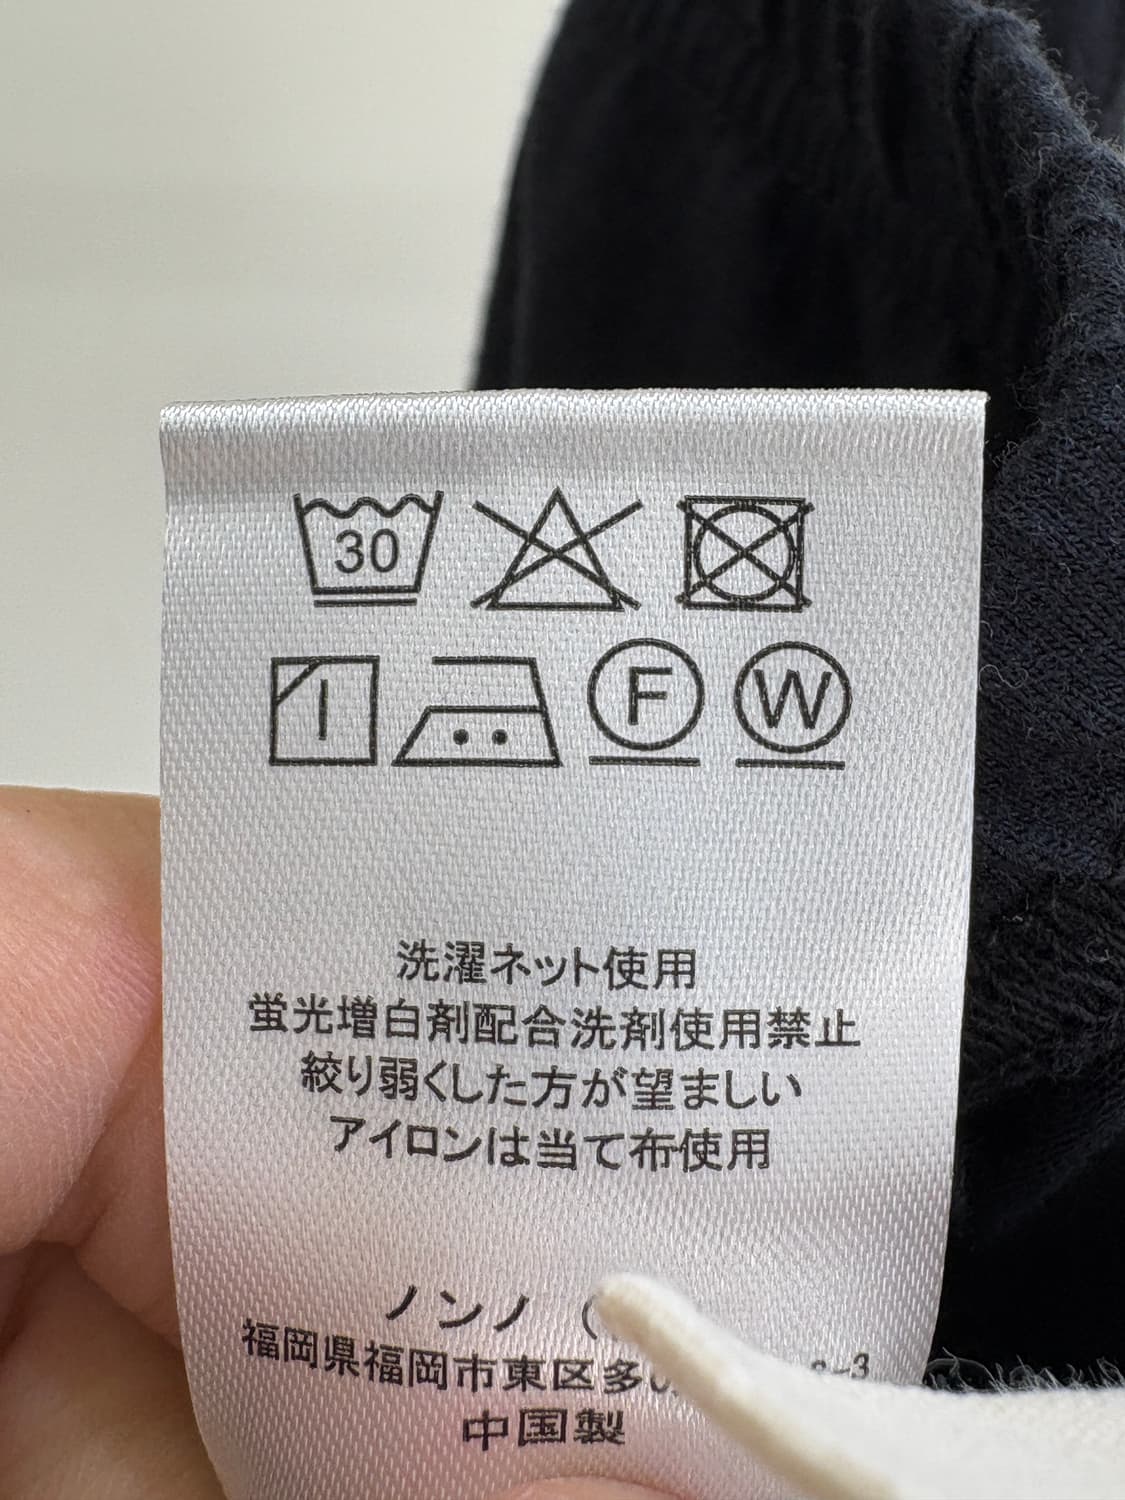 30
F W
洗濯ネット使用
蛍光増白剤配合洗剤使用禁止
絞り弱くした方が望ましい
アイロンは当て布使用
ノンノ (
福岡県福岡市東区多 -3
中国製